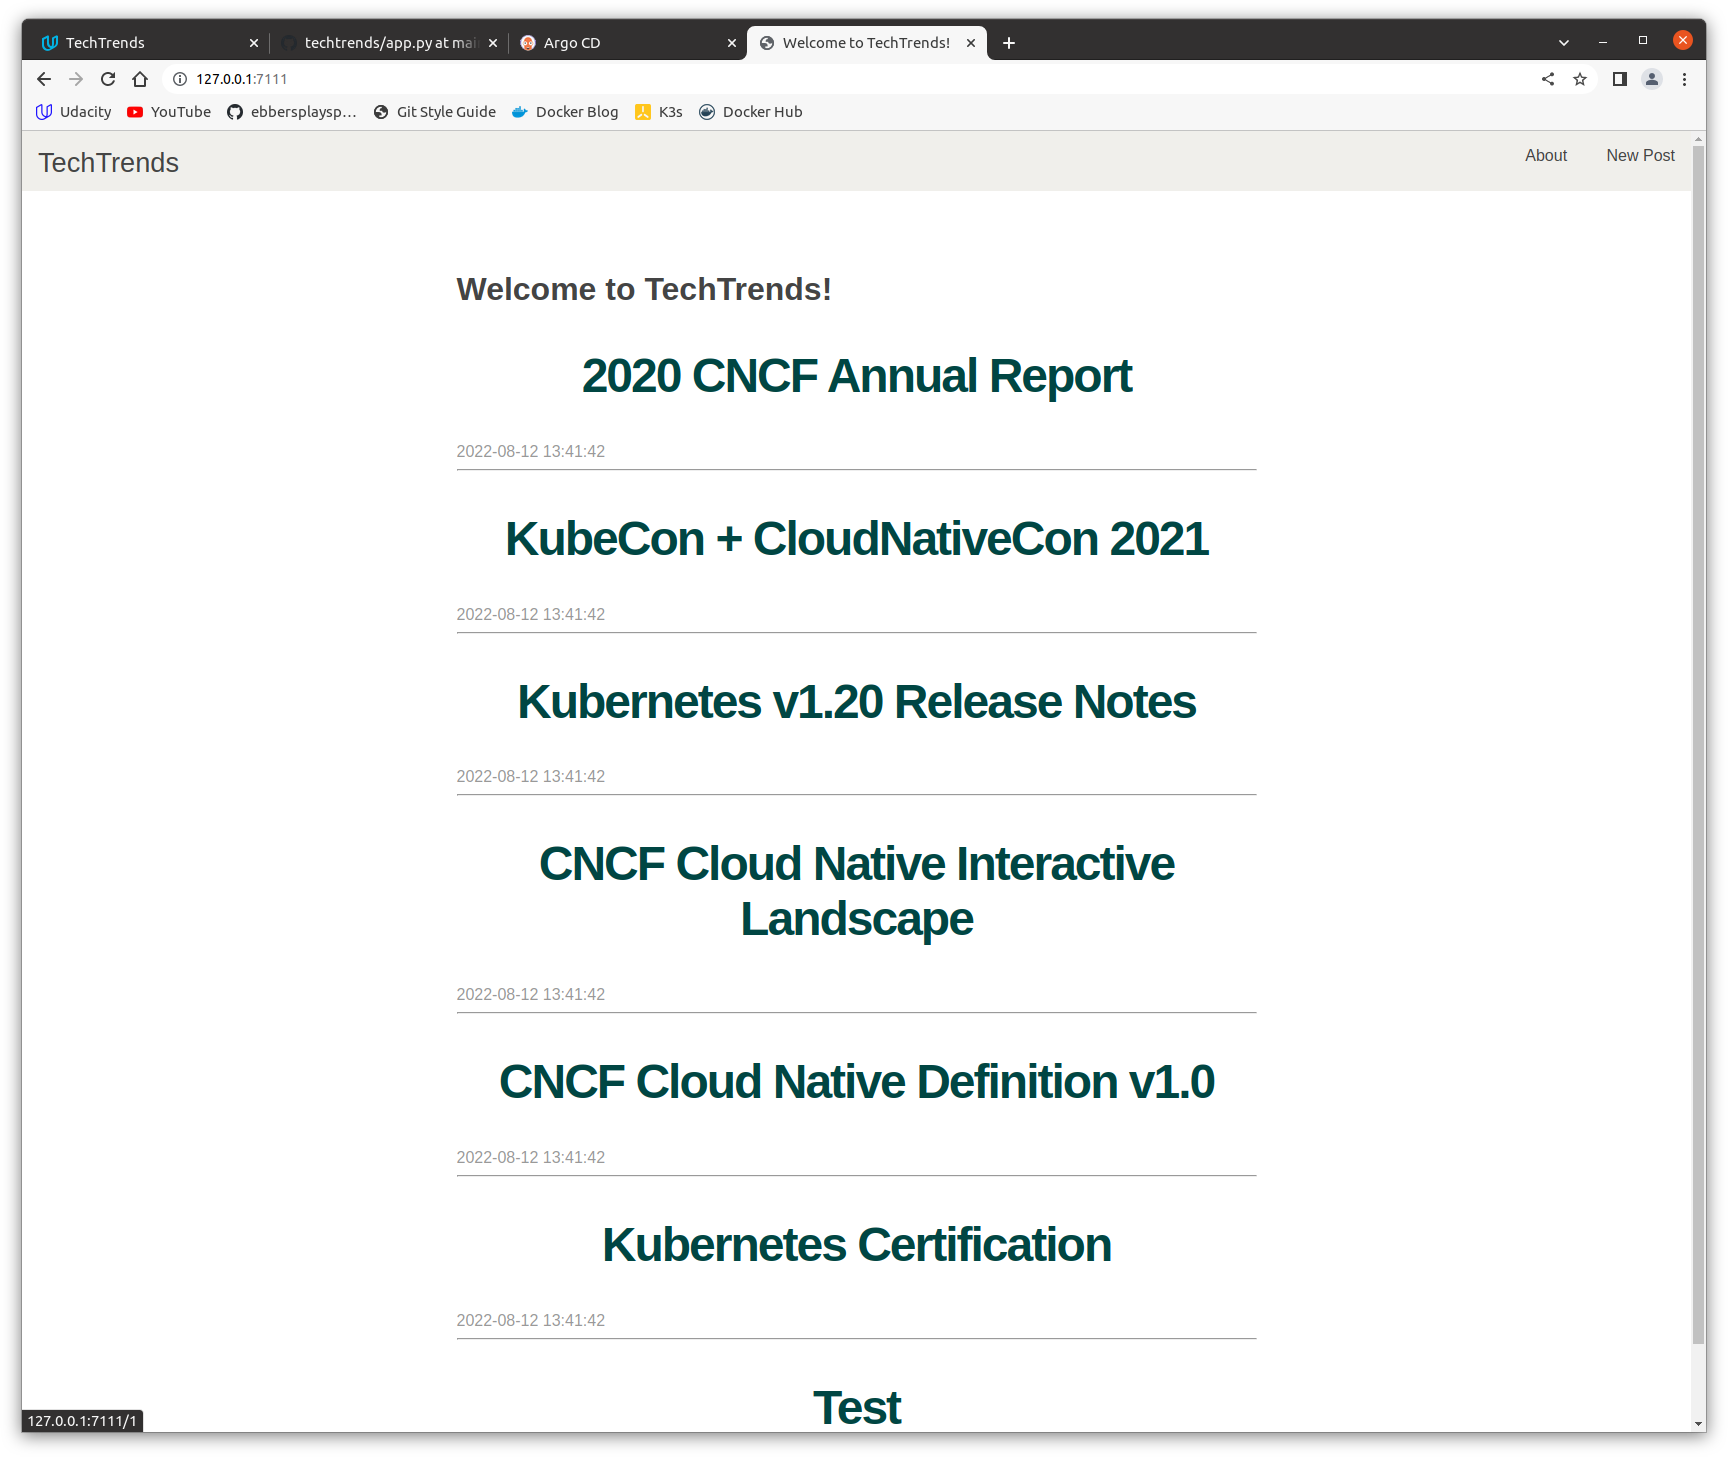 TechTrends
techtrends/app.py at mai
Argo CD
Welcome to TechTrends!
127.0.0.1:7111
Udacity
YouTube
ebbersplaysp…
Git Style Guide
Docker Blog
K3s
Docker Hub
TechTrends
About
New Post
Welcome to TechTrends!
2020 CNCF Annual Report
2022-08-12 13:41:42
KubeCon + CloudNativeCon 2021
2022-08-12 13:41:42
Kubernetes v1.20 Release Notes
2022-08-12 13:41:42
CNCF Cloud Native Interactive
Landscape
2022-08-12 13:41:42
CNCF Cloud Native Definition v1.0
2022-08-12 13:41:42
Kubernetes Certification
2022-08-12 13:41:42
Test
127.0.0.1:7111/1